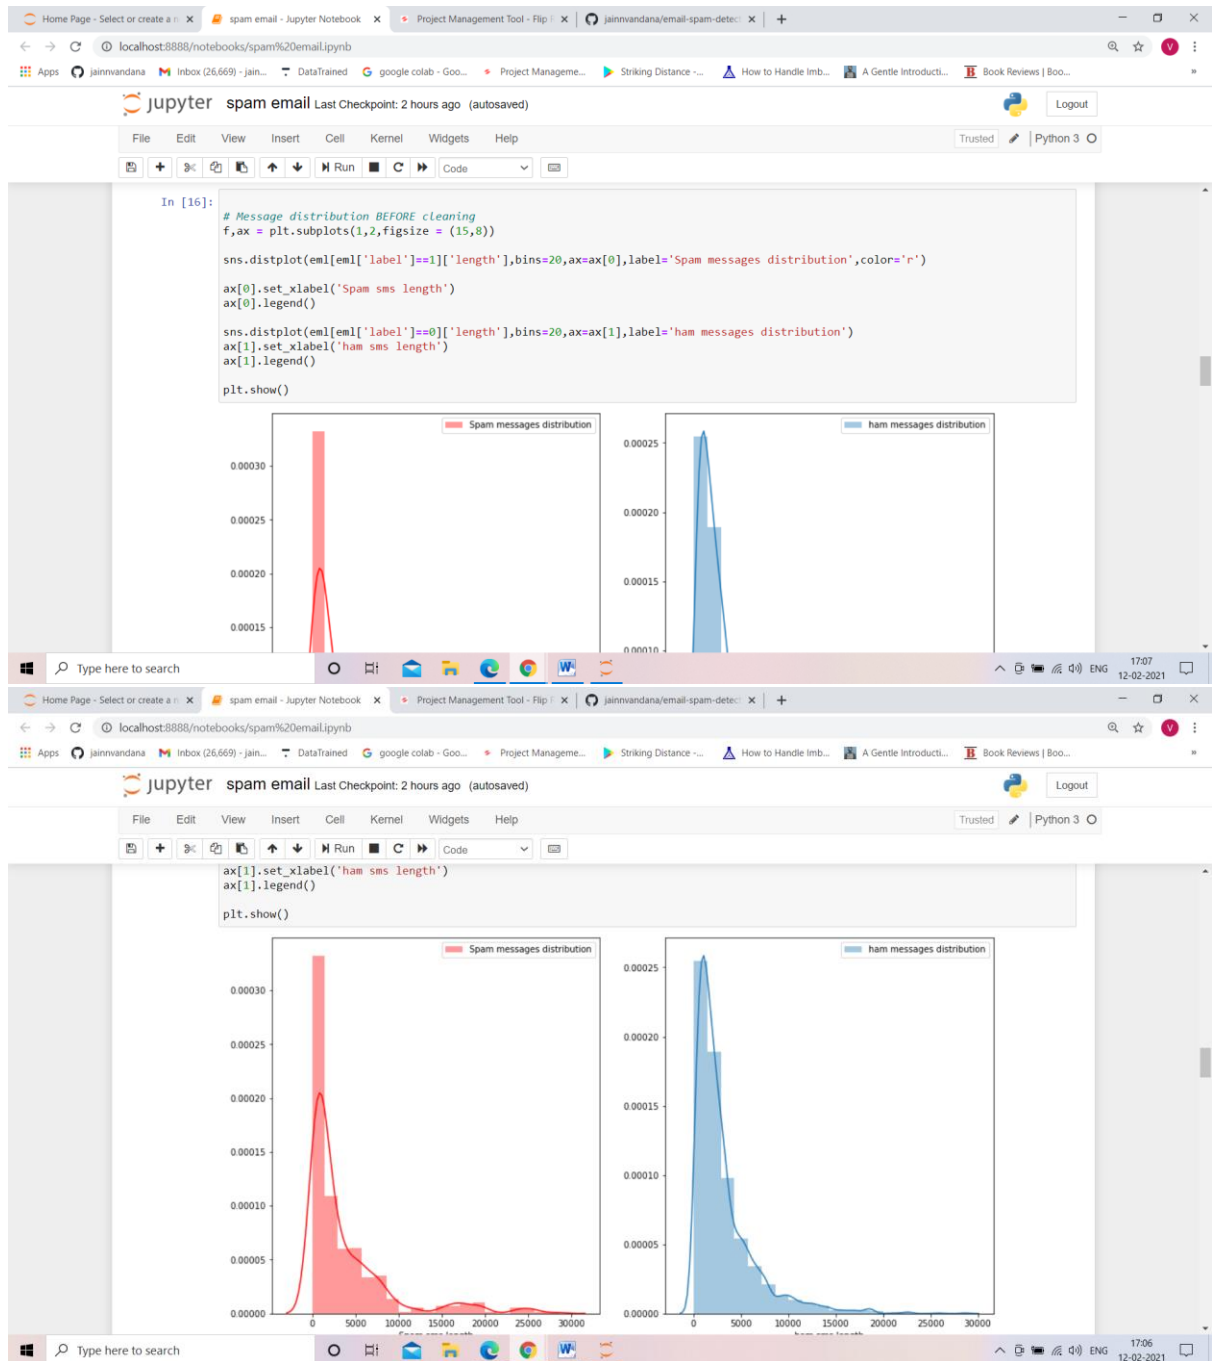 Home Page - Select or create a n
spam email - Jupyter Notebook
Project Management Tool - Flip
jainnvandana/email-spam-detec
localhost:8888/notebooks/spam%20email.ipynb
V
Apps jainnvandana Inbox (26,669) - jain... DataTrained google colab - Goo... Project Manageme... Striking Distance -... How to Handle Imb... A Gentle Introducti... Book Reviews | Boo... »
jupyter spam email Last Checkpoint: 2 hours ago (autosaved)
Logout
File Edit View Insert Cell Kernel Widgets Help
Trusted Python 3
Run Code
In [16]:
# Message distribution BEFORE cleaning
f,ax = plt.subplots(1,2,figsize = (15,8))
sns.distplot(eml[eml['label']==1]['length'],bins=20,ax=ax[0],label='Spam messages distribution',color='r')
ax[0].set_xlabel('Spam sms length')
ax[0].legend()
sns.distplot(eml[eml['label']==0]['length'],bins=20,ax=ax[1],label='ham messages distribution')
ax[1].set_xlabel('ham sms length')
ax[1].legend()
plt.show()
Spam messages distribution
0.00030
0.00025
0.00020
0.00015
ham messages distribution
0.00025
0.00020
0.00015
0.00010
Type here to search
W
ENG
17:07
12-02-2021
Home Page - Select or create a n
spam email - Jupyter Notebook
Project Management Tool - Flip
jainnvandana/email-spam-detec
localhost:8888/notebooks/spam%20email.ipynb
V
Apps jainnvandana Inbox (26,669) - jain... DataTrained google colab - Goo... Project Manageme... Striking Distance -... How to Handle Imb... A Gentle Introducti... Book Reviews | Boo... »
jupyter spam email Last Checkpoint: 2 hours ago (autosaved)
Logout
File Edit View Insert Cell Kernel Widgets Help
Trusted Python 3
Run Code
ax[1].set_xlabel('ham sms length')
ax[1].legend()
plt.show()
Spam messages distribution
0.00030
0.00025
0.00020
0.00015
0.00010
0.00005
0.00000
0 5000 10000 15000 20000 25000 30000
Spam sms length
ham messages distribution
0.00025
0.00020
0.00015
0.00010
0.00005
0.00000
0 5000 10000 15000 20000 25000 30000
ham sms length
Type here to search
W
ENG
17:06
12-02-2021